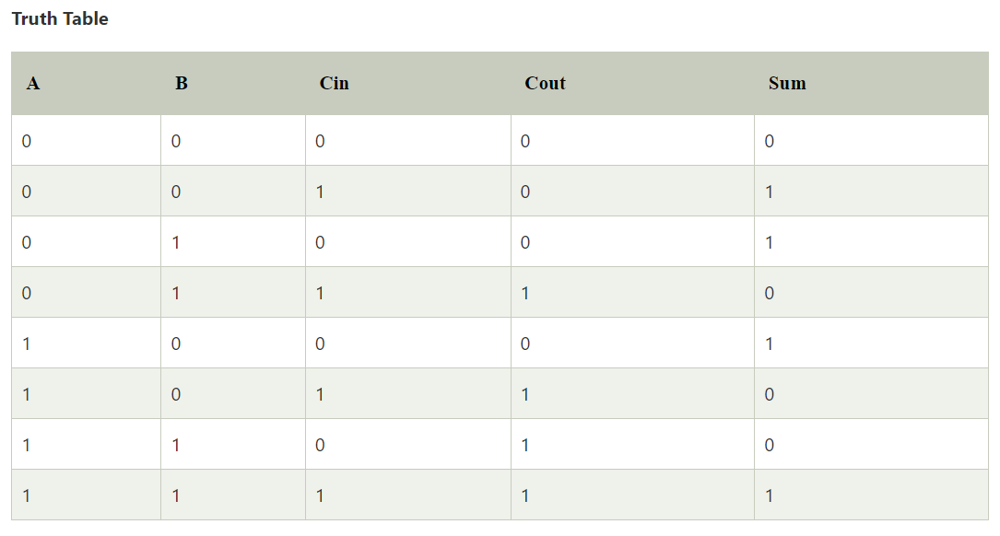 Truth Table
A B Cin Cout Sum
0 0 0 0 0
0 0 1 0 1
0 1 0 0 1
0 1 1 1 0
1 0 0 0 1
1 0 1 1 0
1 1 0 1 0
1 1 1 1 1